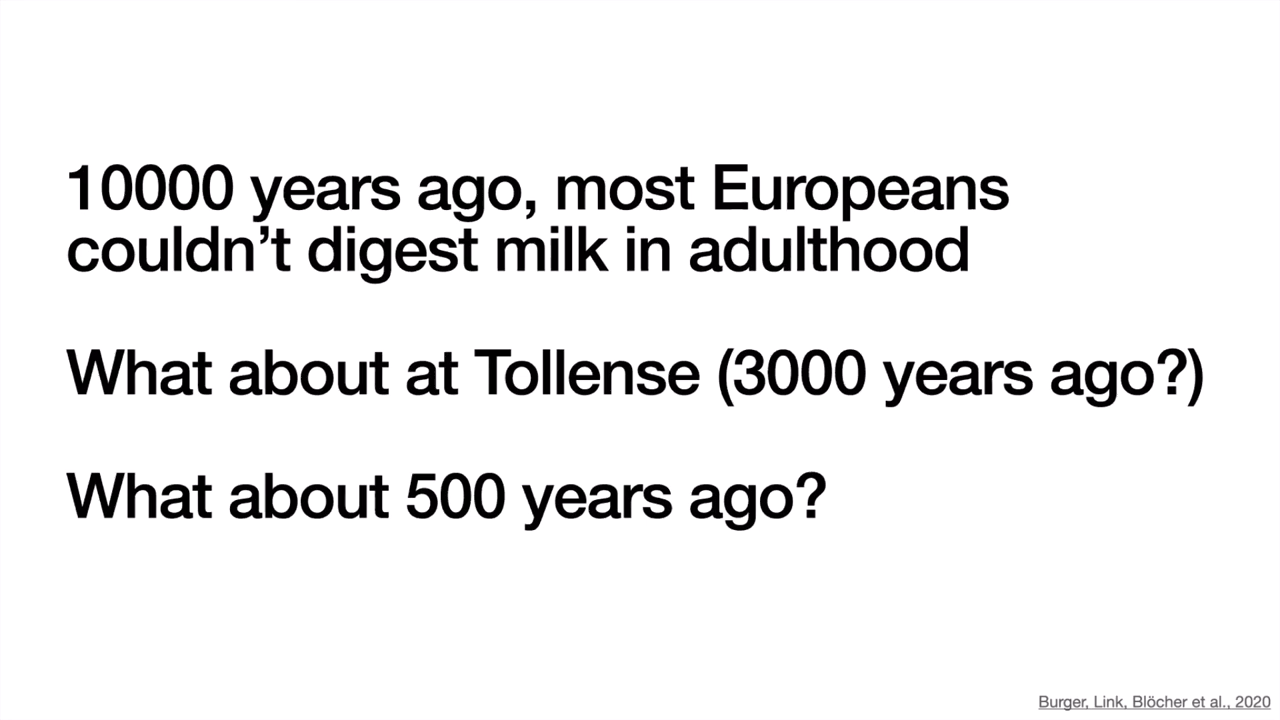 10000 years ago, most Europeans
couldn’t digest milk in adulthood
What about at Tollense (3000 years ago?)
What about 500 years ago?
Burger, Link, Blöcher et al., 2020